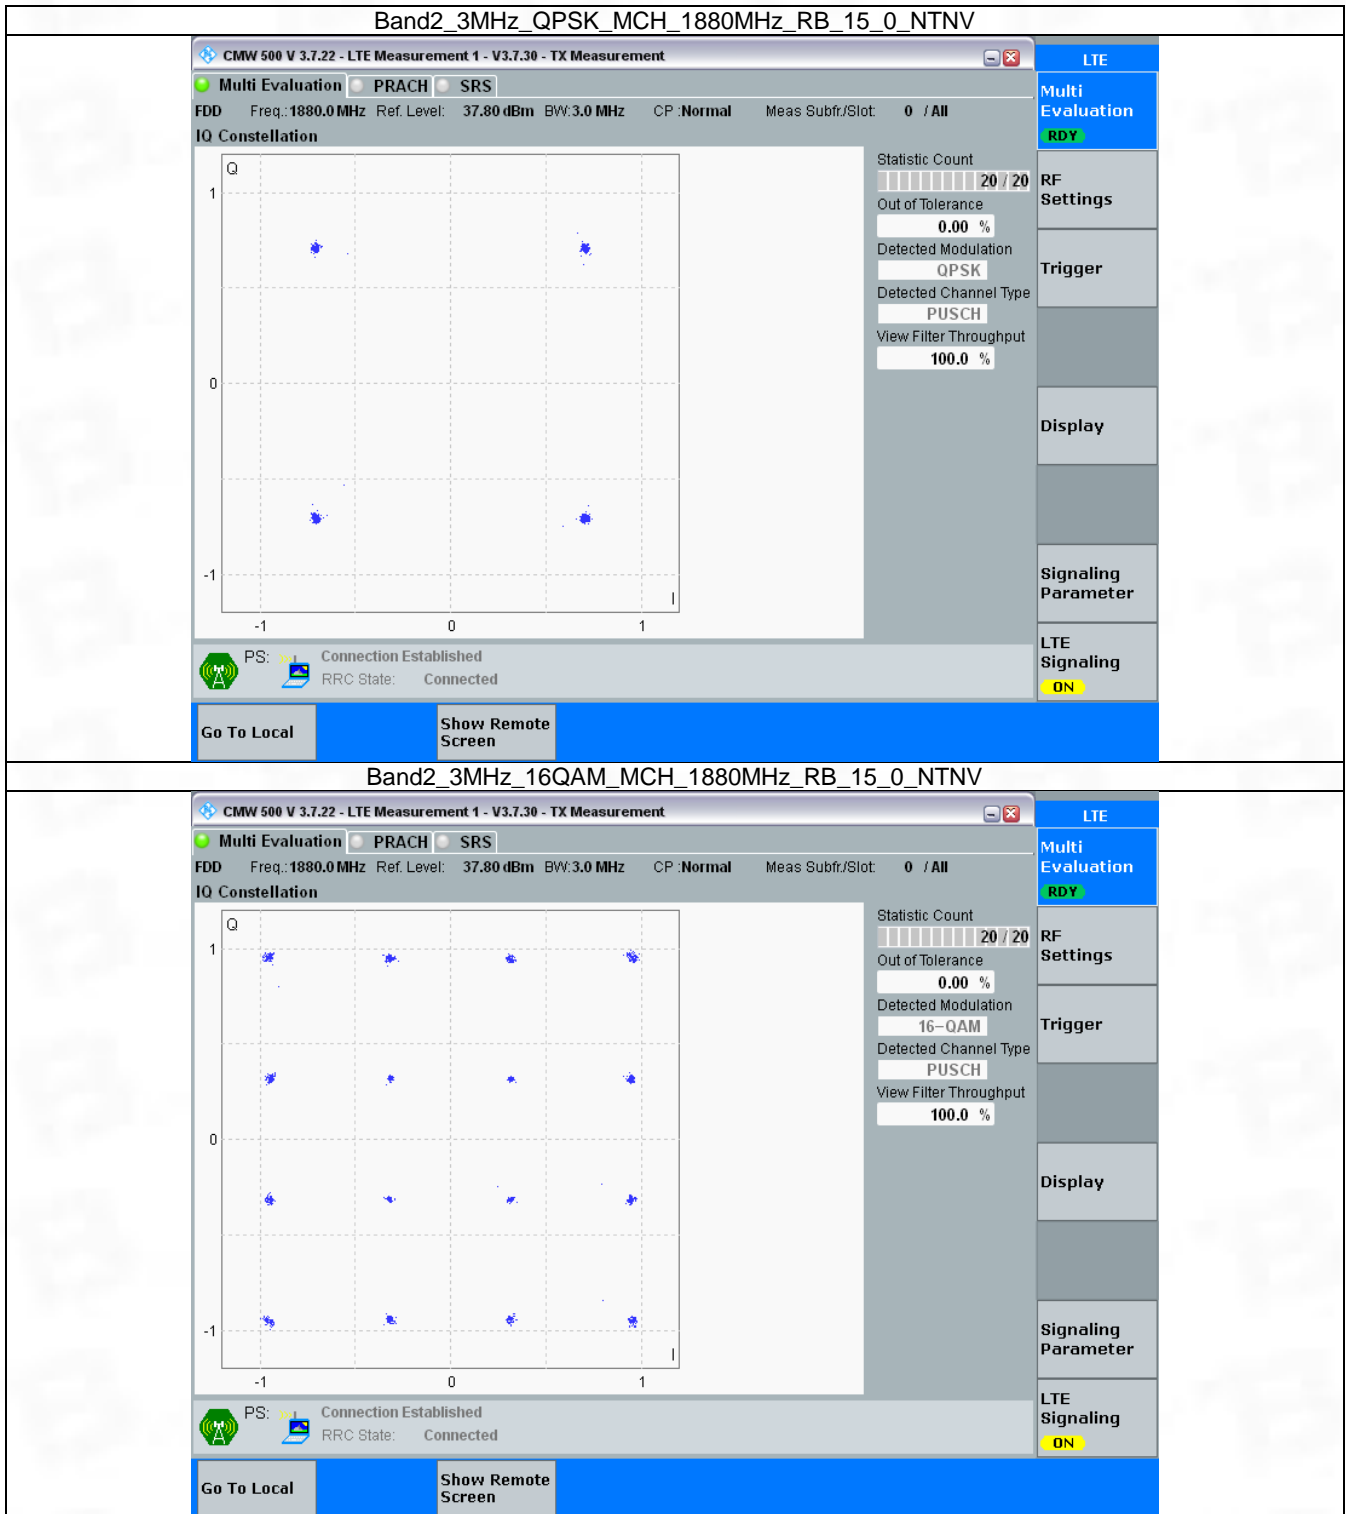 Band2_3MHz_QPSK_MCH_1880MHz_RB_15_0_NTNV
CMW 500 V 3.7.22 - LTE Measurement 1 - V3.7.30 - TX Measurement
LTE
Multi Evaluation PRACH SRS
Multi
Evaluation
RDY
FDD Freq.: 1880.0 MHz Ref. Level: 37.80 dBm BW: 3.0 MHz CP : Normal Meas Subfr./Slot: 0 / All
IQ Constellation
Q
1
0
-1
I
-1 0 1
Statistic Count
20 / 20
Out of Tolerance
0.00 %
Detected Modulation
QPSK
Detected Channel Type
PUSCH
View Filter Throughput
100.0 %
RF
Settings
Trigger
Display
Signaling
Parameter
LTE
Signaling
ON
PS: Connection Established
RRC State: Connected
Go To Local
Show Remote
Screen
Band2_3MHz_16QAM_MCH_1880MHz_RB_15_0_NTNV
CMW 500 V 3.7.22 - LTE Measurement 1 - V3.7.30 - TX Measurement
LTE
Multi Evaluation PRACH SRS
Multi
Evaluation
RDY
FDD Freq.: 1880.0 MHz Ref. Level: 37.80 dBm BW: 3.0 MHz CP : Normal Meas Subfr./Slot: 0 / All
IQ Constellation
Q
1
0
-1
I
-1 0 1
Statistic Count
20 / 20
Out of Tolerance
0.00 %
Detected Modulation
16-QAM
Detected Channel Type
PUSCH
View Filter Throughput
100.0 %
RF
Settings
Trigger
Display
Signaling
Parameter
LTE
Signaling
ON
PS: Connection Established
RRC State: Connected
Go To Local
Show Remote
Screen